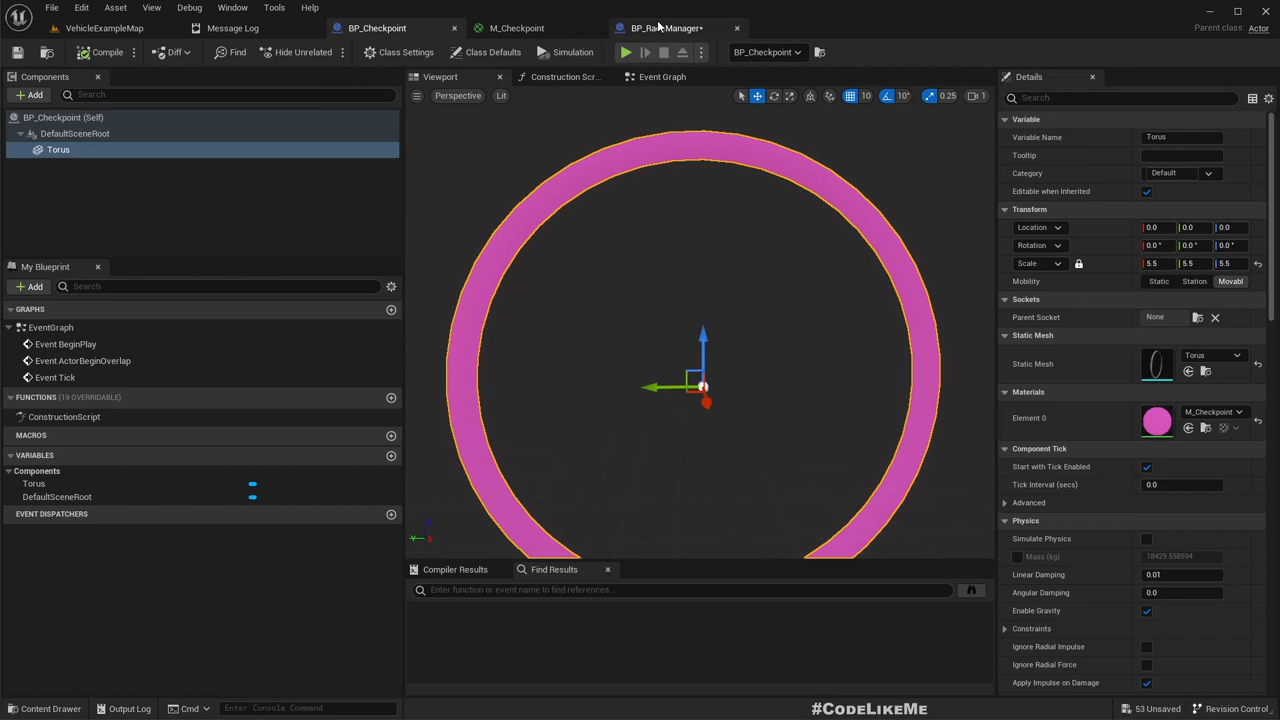 File Edit Asset View Debug Window Tools Help
VehicleExampleMap Message Log BP_Checkpoint M_Checkpoint Parent class: Actor
Compile Diff Find Hide Unrelated Class Settings Class Defaults Simulation BP_Checkpoint
Components
Add Search
BP_Checkpoint (Self)
DefaultSceneRoot
Torus
My Blueprint
Add Search
GRAPHS
EventGraph
Event BeginPlay
Event ActorBeginOverlap
Event Tick
FUNCTIONS (19 OVERRIDABLE)
ConstructionScript
MACROS
VARIABLES
Components
Torus
DefaultSceneRoot
EVENT DISPATCHERS
Viewport Construction Scr... Event Graph
Perspective Lit 10 10° 0.25 1
Compiler Results Find Results
Enter function or event name to find references...
Details
Search
Variable
Variable Name Torus
Tooltip
Category Default
Editable when Inherited
Transform
Location 0.0 0.0 0.0
Rotation 0.0 ° 0.0 ° 0.0 °
Scale 5.5 5.5 5.5
Mobility Static Station Movabl
Sockets
Parent Socket None
Static Mesh
Static Mesh Torus
Materials
Element 0 M_Checkpoint
Component Tick
Start with Tick Enabled
Tick Interval (secs) 0.0
Advanced
Physics
Simulate Physics
Mass (kg) 18429.558594
Linear Damping 0.01
Angular Damping 0.0
Enable Gravity
Constraints
Ignore Radial Impulse
Ignore Radial Force
Apply Impulse on Damage
Content Drawer Output Log Cmd Enter Console Command #CodeLikeMe 53 Unsaved Revision Control